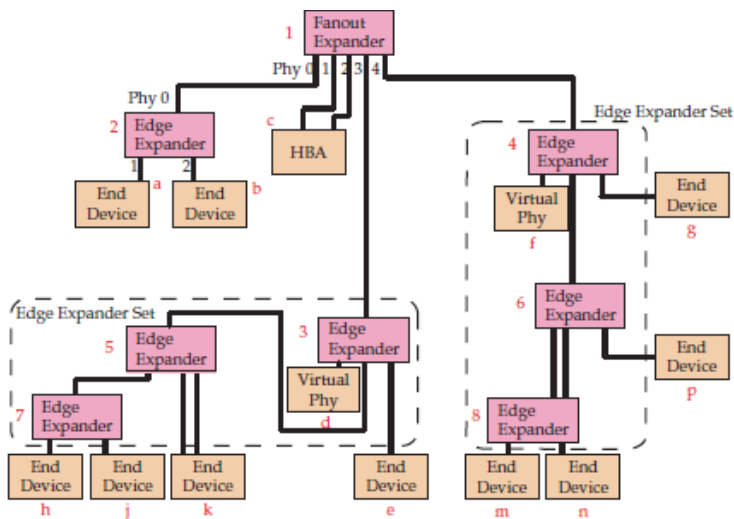 1
Fanout
Expander
Phy 0 1 2 3 4
Phy 0
2
Edge
Expander
1
2
End
Device
a
End
Device
b
c
HBA
Edge Expander Set
4
Edge
Expander
Virtual
Phy
f
End
Device
g
6
Edge
Expander
End
Device
p
8
Edge
Expander
End
Device
m
End
Device
n
Edge Expander Set
5
Edge
Expander
3
Edge
Expander
Virtual
Phy
d
7
Edge
Expander
End
Device
h
End
Device
j
End
Device
k
End
Device
e